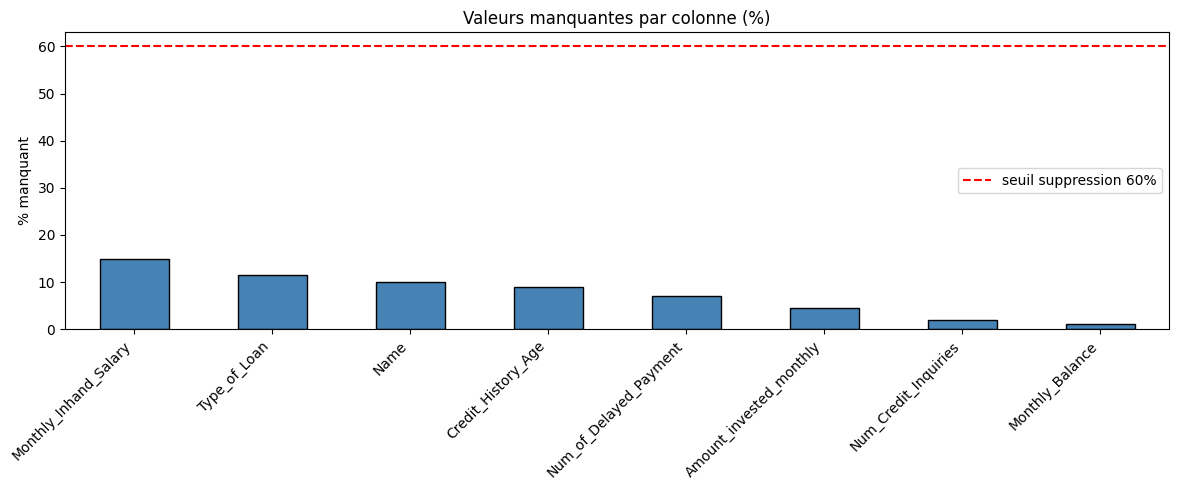 Valeurs manquantes par colonne (%)
% manquant
60
50
40
30
20
10
0
seuil suppression 60%
Monthly_Inhand_Salary
Type_of_Loan
Name
Credit_History_Age
Num_of_Delayed_Payment
Amount_invested_monthly
Num_Credit_Inquiries
Monthly_Balance